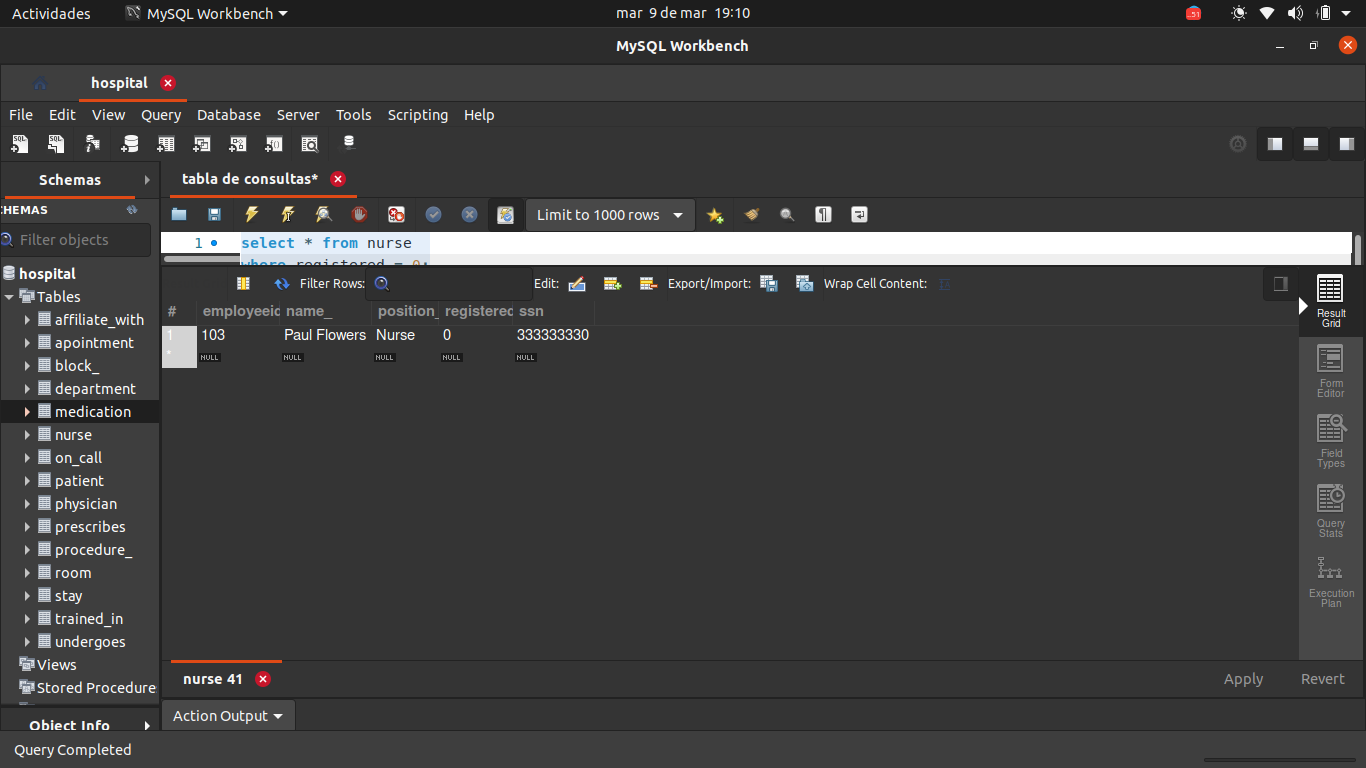 Actividades MySQL Workbench mar 9 de mar 19:10 .51
MySQL Workbench
hospital
File Edit View Query Database Server Tools Scripting Help
Schemas tabla de consultas*
CHEMAS Limit to 1000 rows
Filter objects 1 select * from nurse
where registered = 0;
hospital
Filter Rows: Edit: Export/Import: Wrap Cell Content:
Tables
# employeeid name_ position_ registered ssn
affiliate_with
1 103 Paul Flowers Nurse 0 333333330
apointment
* NULL NULL NULL NULL NULL
block_
department
medication
nurse
on_call
patient
physician
prescribes
procedure_
room
stay
trained_in
undergoes
Views
Stored Procedure
Object Info
Result
Grid
Form
Editor
Field
Types
Query
Stats
Execution
Plan
nurse 41 Apply Revert
Action Output
Query Completed